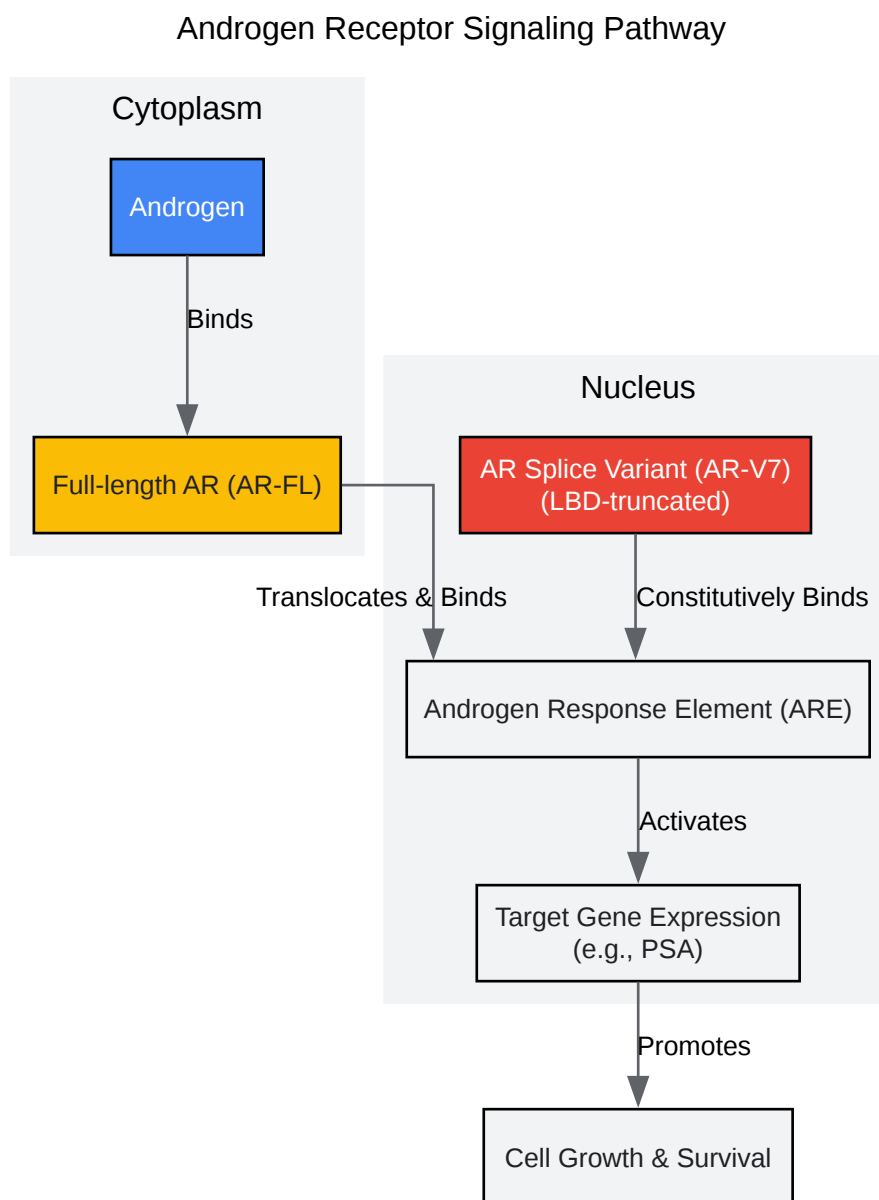 Androgen Receptor Signaling Pathway
Cytoplasm
Androgen
Binds
Nucleus
Full-length AR (AR-FL)
AR Splice Variant (AR-V7)
(LBD-truncated)
Translocates & Binds
Constitutively Binds
Androgen Response Element (ARE)
Activates
Target Gene Expression
(e.g., PSA)
Promotes
Cell Growth & Survival